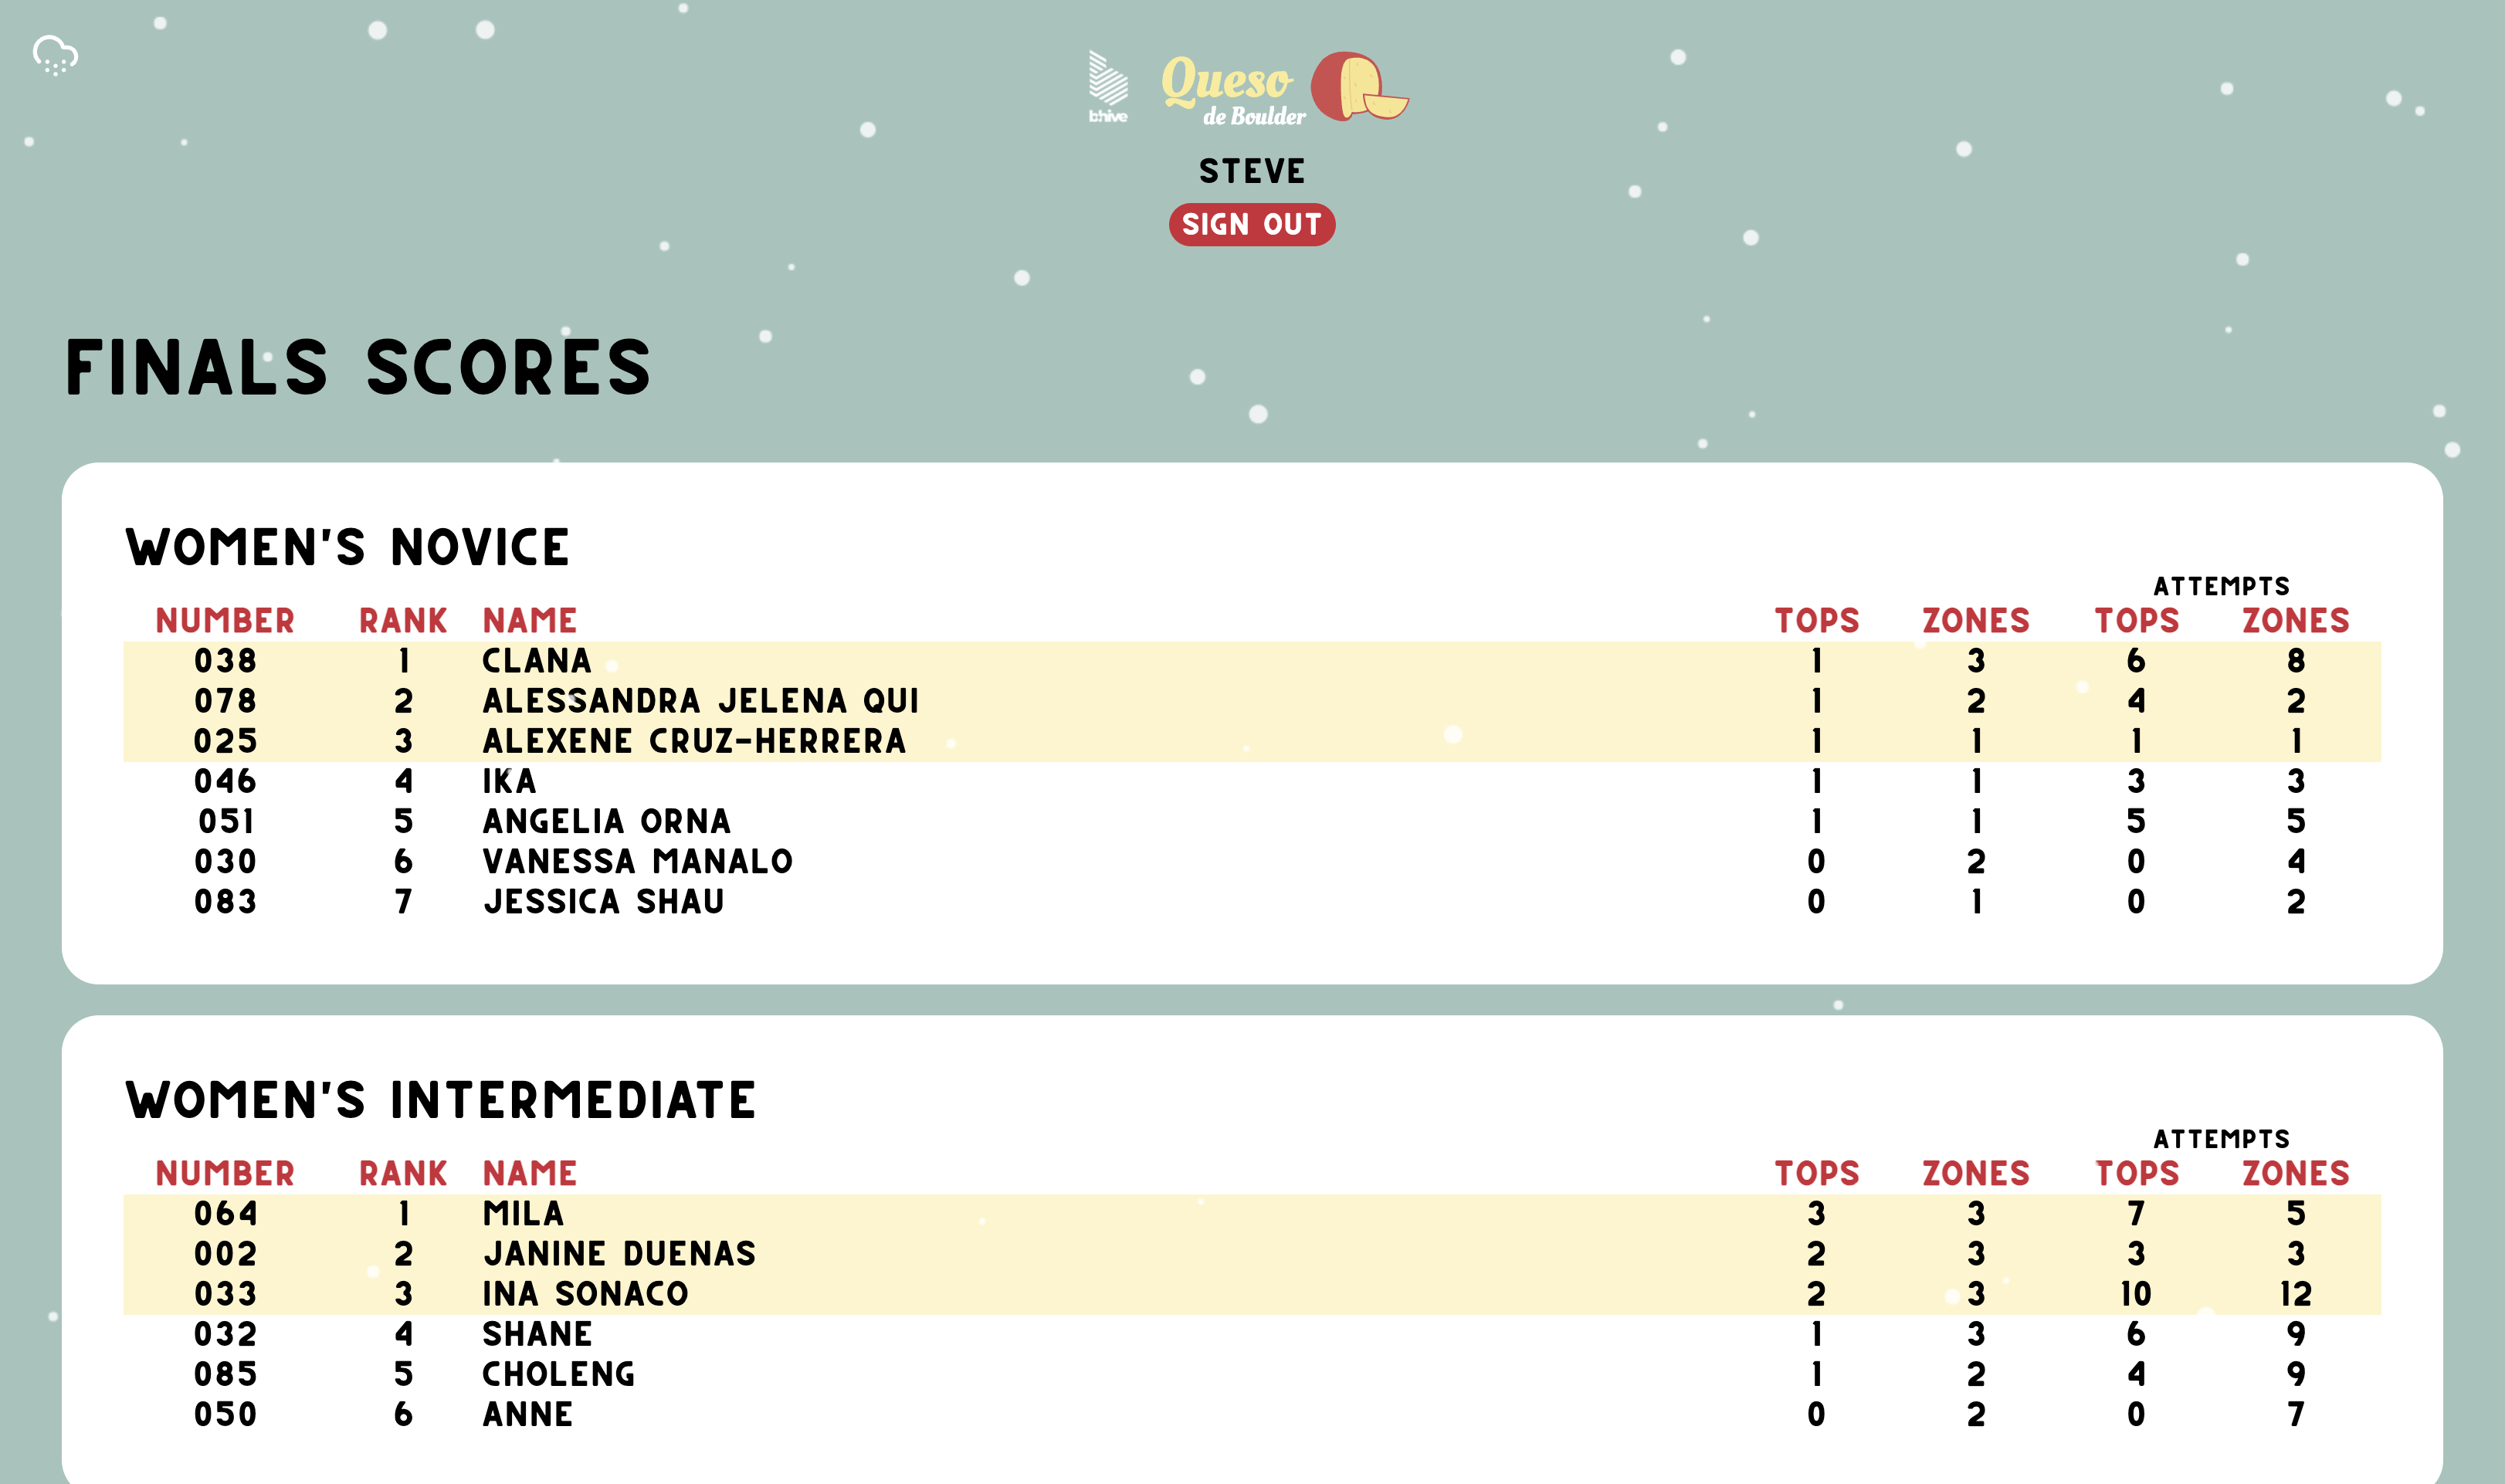 bhive
Queso
de Boulder
STEVE
SIGN OUT
FINALS SCORES
WOMEN'S NOVICE
ATTEMPTS
NUMBER RANK NAME TOPS ZONES TOPS ZONES
038 1 CLANA 1 3 6 8
078 2 ALESSANDRA JELENA QUI 1 2 4 2
025 3 ALEXENE CRUZ-HERRERA 1 1 1 1
046 4 IKA 1 1 3 3
051 5 ANGELIA ORNA 1 1 5 5
030 6 VANESSA MANALO 0 2 0 4
083 7 JESSICA SHAU 0 1 0 2
WOMEN'S INTERMEDIATE
ATTEMPTS
NUMBER RANK NAME TOPS ZONES TOPS ZONES
064 1 MILA 3 3 7 5
002 2 JANINE DUENAS 2 3 3 3
033 3 INA SONACO 2 3 10 12
032 4 SHANE 1 3 6 9
085 5 CHOLENG 1 2 4 9
050 6 ANNE 0 2 0 7